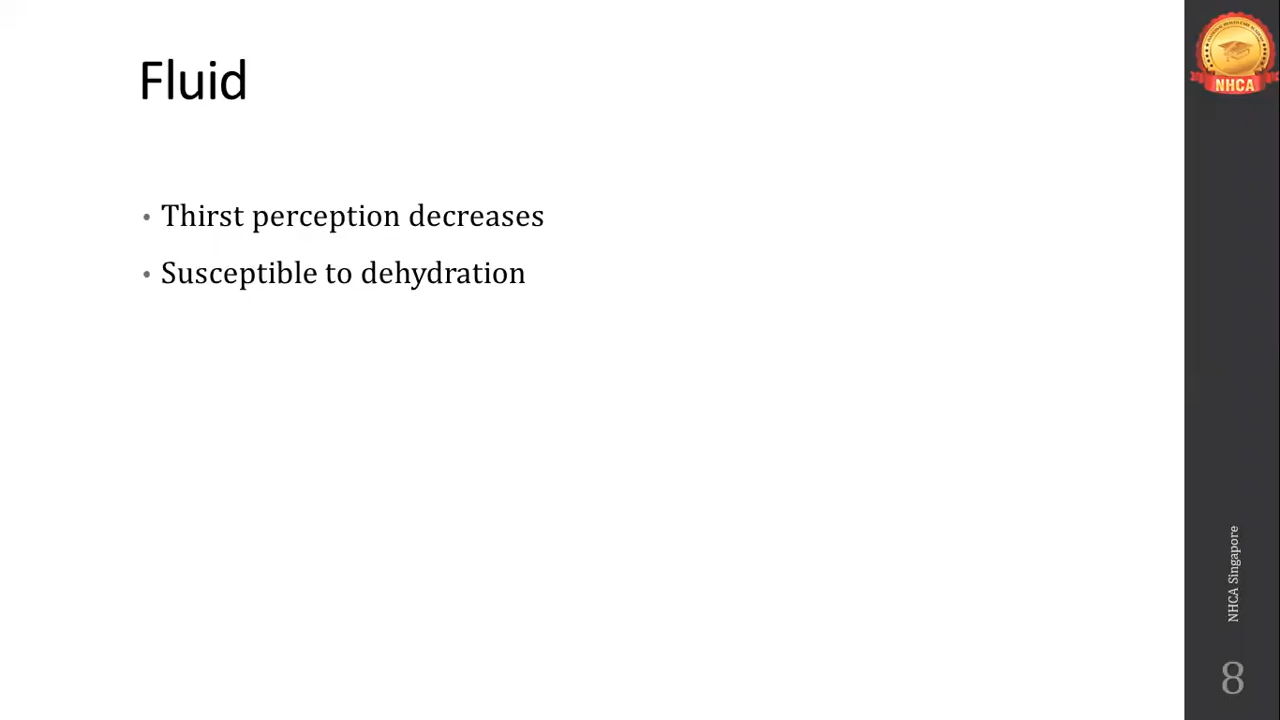 Fluid
• Thirst perception decreases
• Susceptible to dehydration
NHCA
NHCA Singapore
8